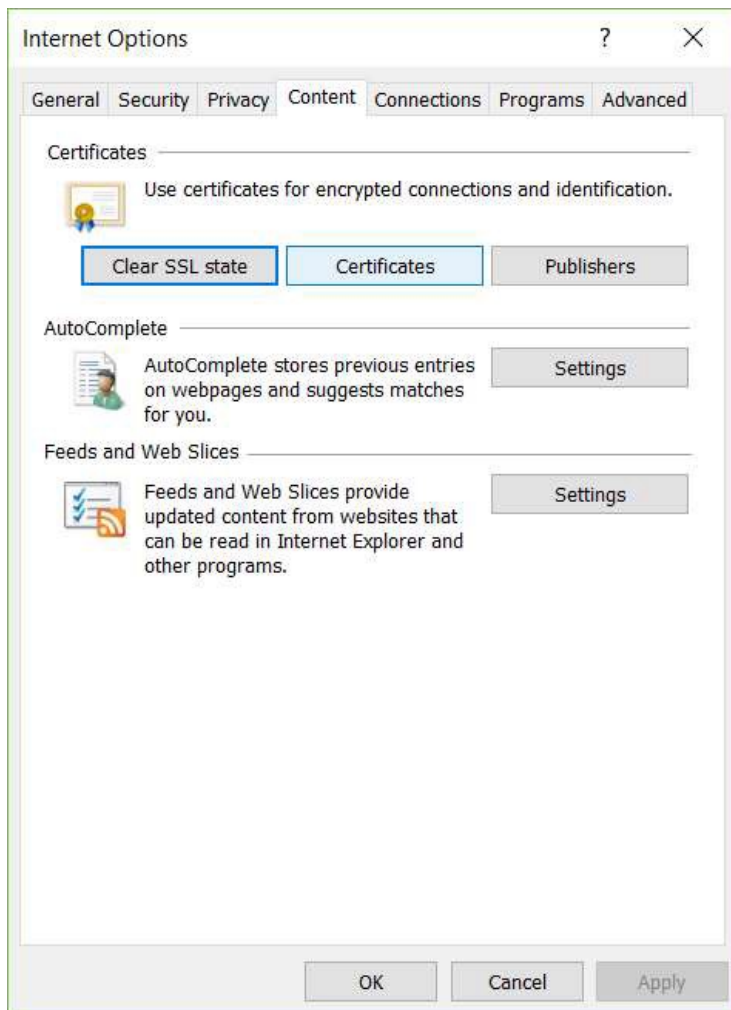 Internet Options ?
General Security Privacy Content Connections Programs Advanced
Certificates
Use certificates for encrypted connections and identification.
Clear SSL state Certificates Publishers
AutoComplete
AutoComplete stores previous entries
on webpages and suggests matches
for you.
Settings
Feeds and Web Slices
Feeds and Web Slices provide
updated content from websites that
can be read in Internet Explorer and
other programs.
Settings
OK Cancel Apply